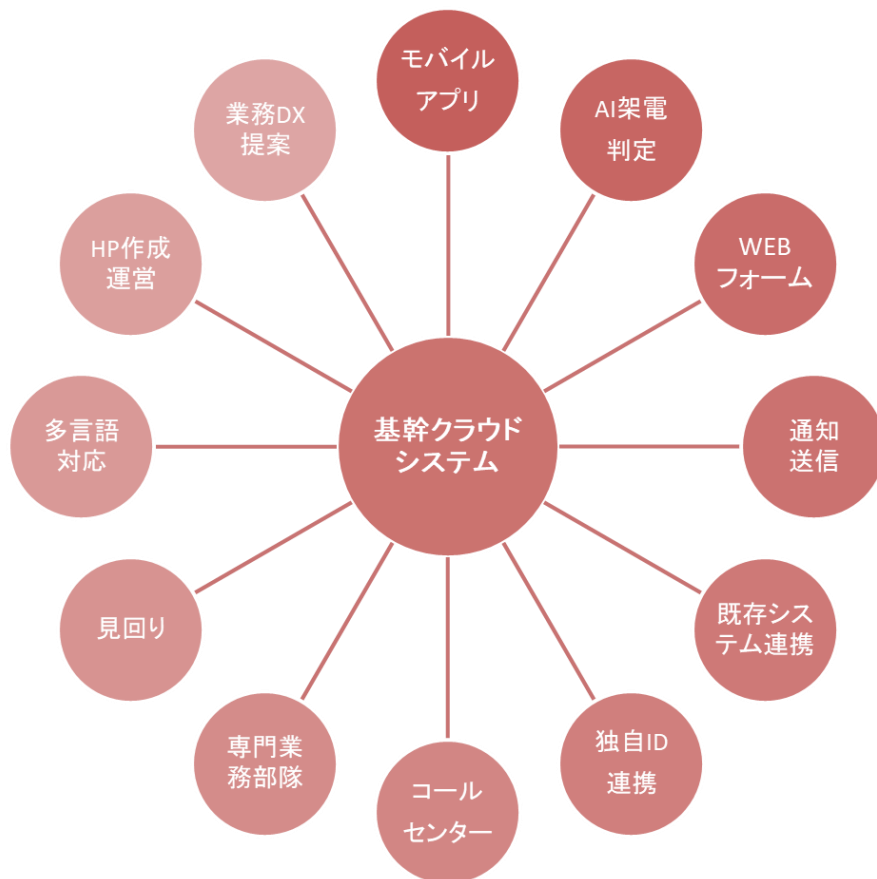 モバイル
アプリ
AI架電
判定
WEB
フォーム
通知
送信
既存シス
テム連携
独自ID
連携
コール
センター
専門業
務部隊
見回り
多言語
対応
HP作成
運営
業務DX
提案
基幹クラウド
システム